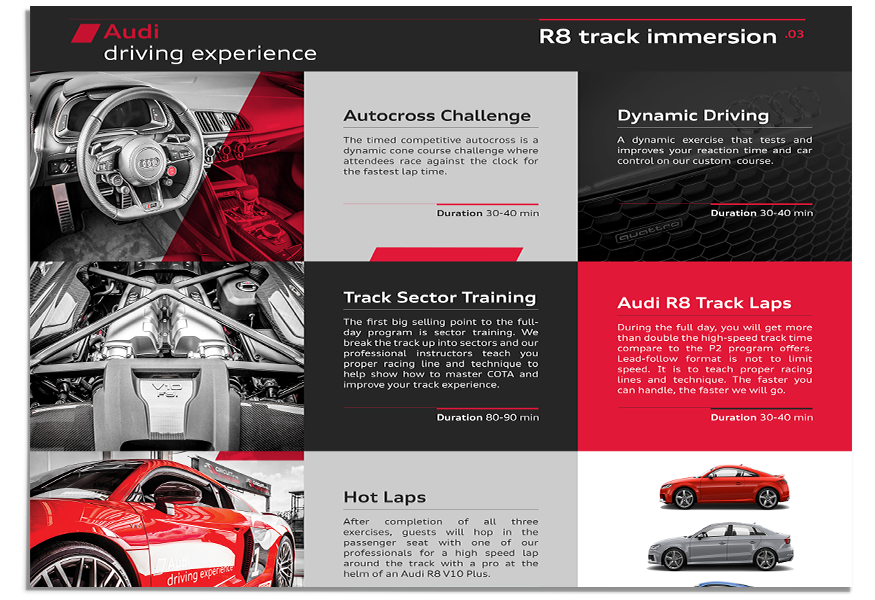 Audi
driving experience
R8 track immersion .03
Autocross Challenge
The timed competitive autocross is a
dynamic cone course challenge where
attendees race against the clock for
the fastest lap time.
Duration 30-40 min
Dynamic Driving
A dynamic exercise that tests and
improves your reaction time and car
control on our custom course.
Duration 30-40 min
quattro
Track Sector Training
The first big selling point to the full-
day program is sector training. We
break the track up into sectors and our
professional instructors teach you
proper racing line and technique to
help show how to master COTA and
improve your track experience.
Duration 80-90 min
Audi R8 Track Laps
During the full day, you will get more
than double the high-speed track time
compare to the P2 program offers.
Lead-follow format is not to limit
speed. It is to teach proper racing
lines and technique. The faster you
can handle, the faster we will go.
Duration 30-40 min
V10
FSI
Hot Laps
After completion of all three
exercises, guests will hop in the
passenger seat with one of our
professionals for a high speed lap
around the track with a pro at the
helm of an Audi R8 V10 Plus.
Audi
driving experience